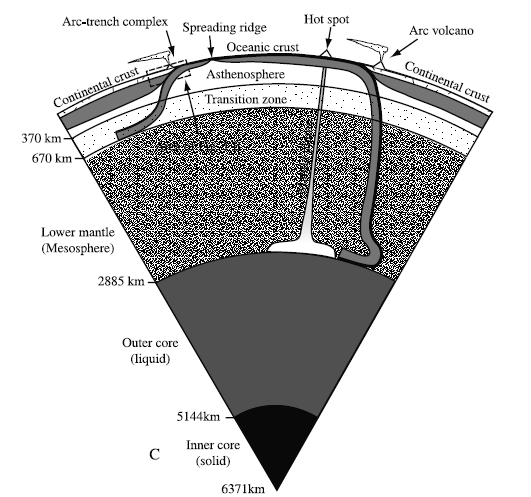 Arc-trench complex
Spreading ridge
Hot spot
Arc volcano
Oceanic crust
Continental crust
Asthenosphere
Continental crust
Transition zone
370 km
670 km
Lower mantle
(Mesosphere)
2885 km
Outer core
(liquid)
5144km
C
Inner core
(solid)
6371km